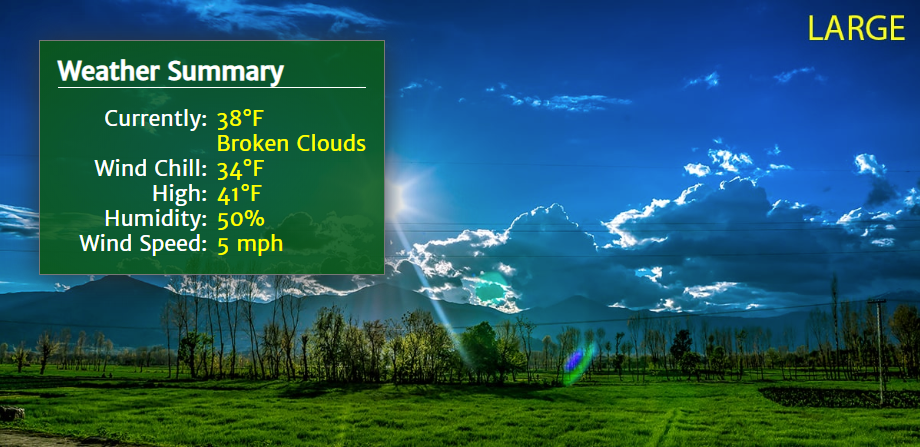 LARGE
Weather Summary
Currently: 38°F
Broken Clouds
Wind Chill: 34°F
High: 41°F
Humidity: 50%
Wind Speed: 5 mph